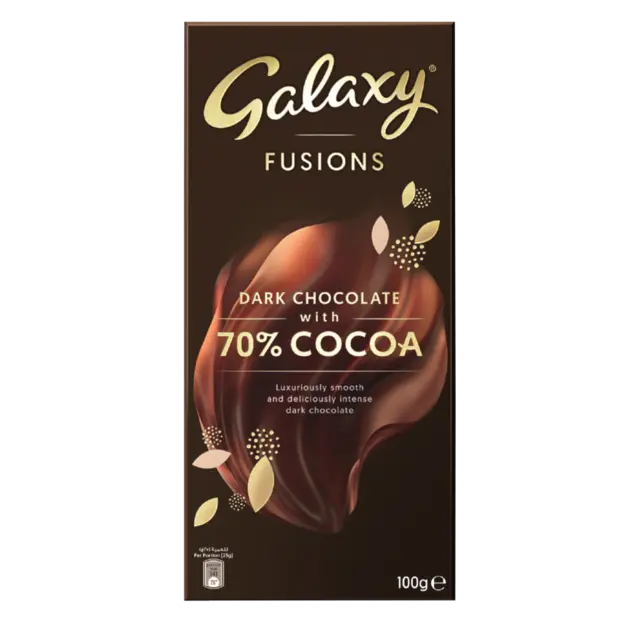 Galaxy®
FUSIONS
DARK CHOCOLATE
with
70% COCOA
Luxuriously smooth
and deliciously intense
dark chocolate
Per Portion (25g)
100g ℮